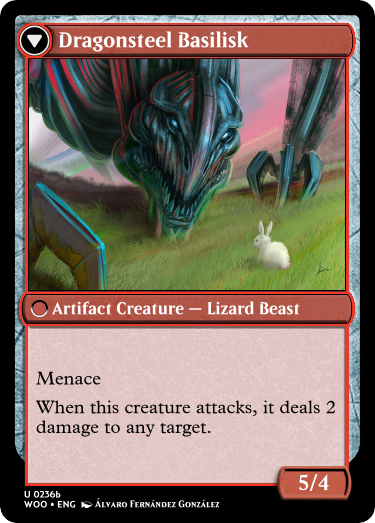 Dragonsteel Basilisk
Artifact Creature — Lizard Beast
Menace
When this creature attacks, it deals 2
damage to any target.
5/4
U 0236b
WOO • ENG Álvaro Fernández González